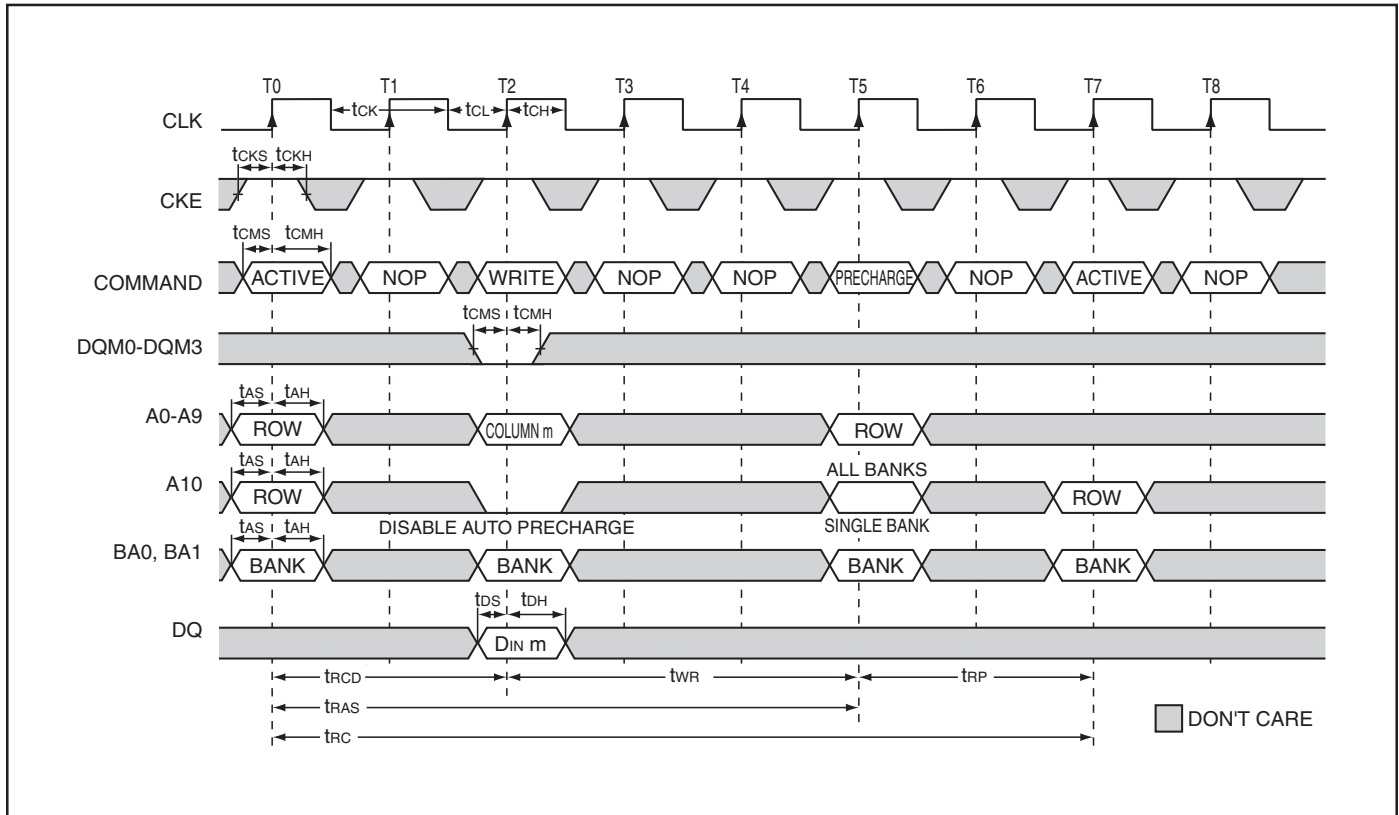 T0 T1 T2 T3 T4 T5 T6 T7 T8
CLK tCK tCL tCH
tCKS tCKH
CKE
tCMS tCMH
COMMAND ACTIVE NOP WRITE NOP NOP PRECHARGE NOP ACTIVE NOP
tCMS tCMH
DQM0-DQM3
tAS tAH
A0-A9 ROW COLUMN m ROW
tAS tAH ALL BANKS
A10 ROW ROW
tAS tAH DISABLE AUTO PRECHARGE SINGLE BANK
BA0, BA1 BANK BANK BANK BANK
tDS tDH
DQ DIN m
tRCD tWR tRP
tRAS
DON'T CARE
tRC